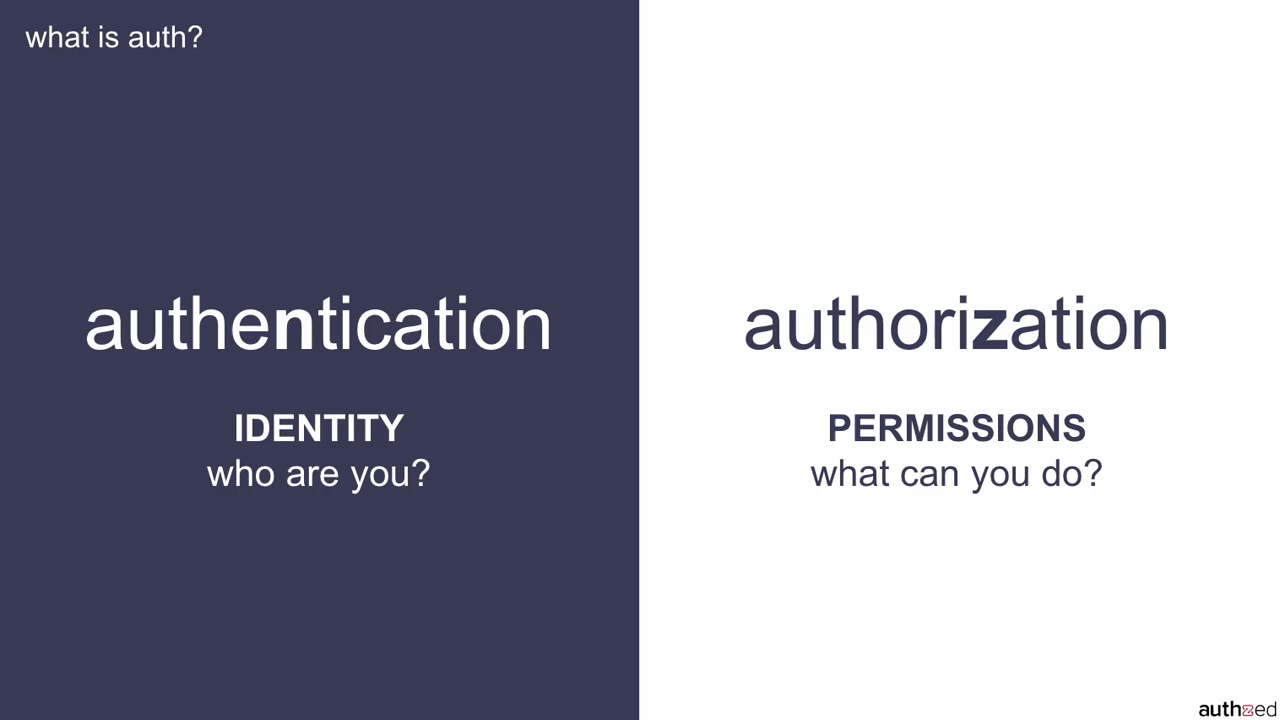 what is auth?
authentication
IDENTITY
who are you?
authorization
PERMISSIONS
what can you do?
authzed